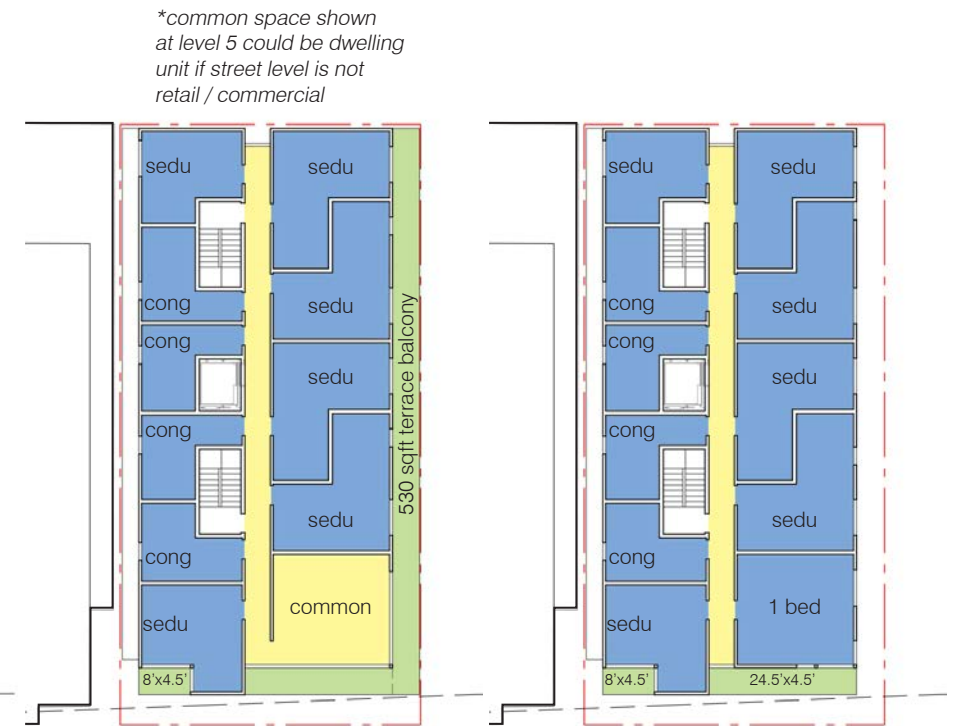 *common space shown
at level 5 could be dwelling
unit if street level is not
retail / commercial
sedu
sedu
cong
sedu
cong
sedu
cong
sedu
cong
common
sedu
8'x4.5'
530 sqft terrace balcony
sedu
sedu
cong
sedu
cong
sedu
cong
sedu
cong
1 bed
sedu
8'x4.5'
24.5'x4.5'